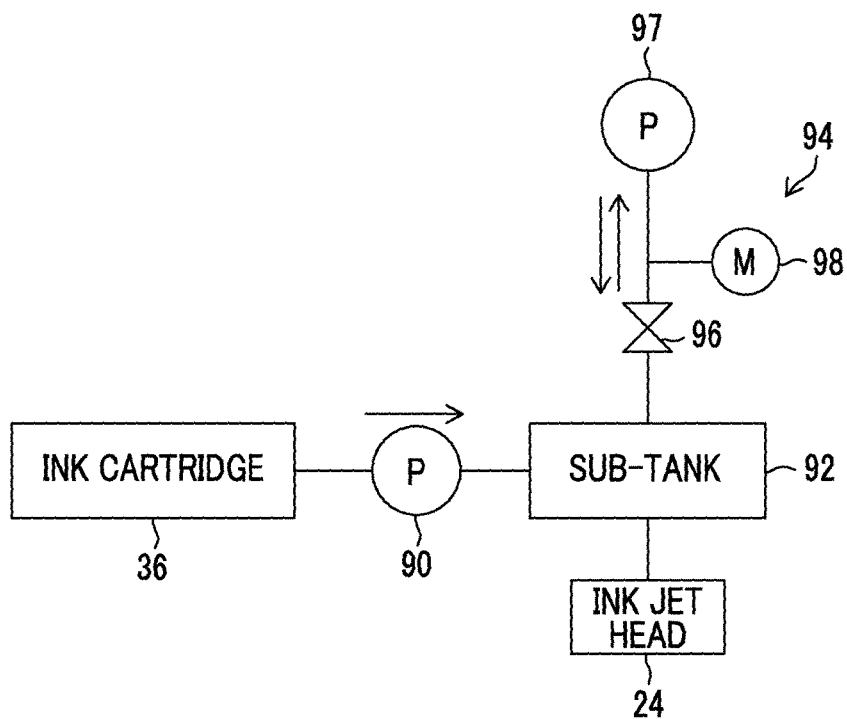 97
P
94
M
98
96
INK CARTRIDGE
P
SUB-TANK
92
36
90
INK JET
HEAD
24